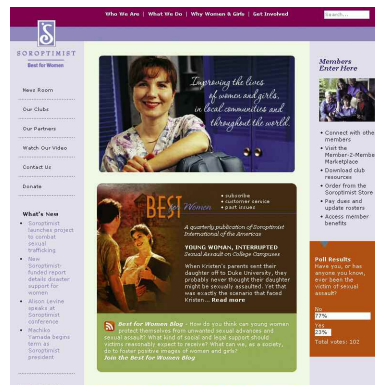 Who We Are | What We Do | Why Women & Girls | Get Involved
Search...
S
SOROPTIMIST
Best for Women
News Room
Our Clubs
Our Partners
Watch Our Video
Contact Us
Donate
What's New
Soroptimist
launches project
to combat
sexual
trafficking
New
Soroptimist-
funded report
details disaster
support for
women
Alison Levine
speaks at
Soroptimist
conference
Machiko
Yamada begins
term as
Soroptimist
president
Improving the lives
of women and girls,
in local communities and
throughout the world.
BEST
for Women
subscribe
customer service
past issues
A quarterly publication of Soroptimist
International of the Americas
YOUNG WOMAN, INTERRUPTED
Sexual Assault on College Campuses
When Kristen's parents sent their
daughter off to Duke University, they
probably never thought their daughter
might be sexually assaulted. Yet that
was exactly the scenario that faced
Kristen... Read more
Best for Women Blog - How do you think can young women
protect themselves from unwanted sexual advances and
sexual assault? What kind of social and legal support should
victims reasonably expect to receive? What can we, as a society,
do to foster positive images of women and girls?
Join the Best for Women Blog
Members
Enter Here
Connect with othe
members
Visit the
Member-2-Membe
Marketplace
Download club
resources
Order from the
Soroptimist Store
Pay dues and
update rosters
Access member
benefits
Poll Results
Have you, or has
anyone you know,
ever been the
victim of sexual
assault?
No
77%
Yes
23%
Total votes: 102